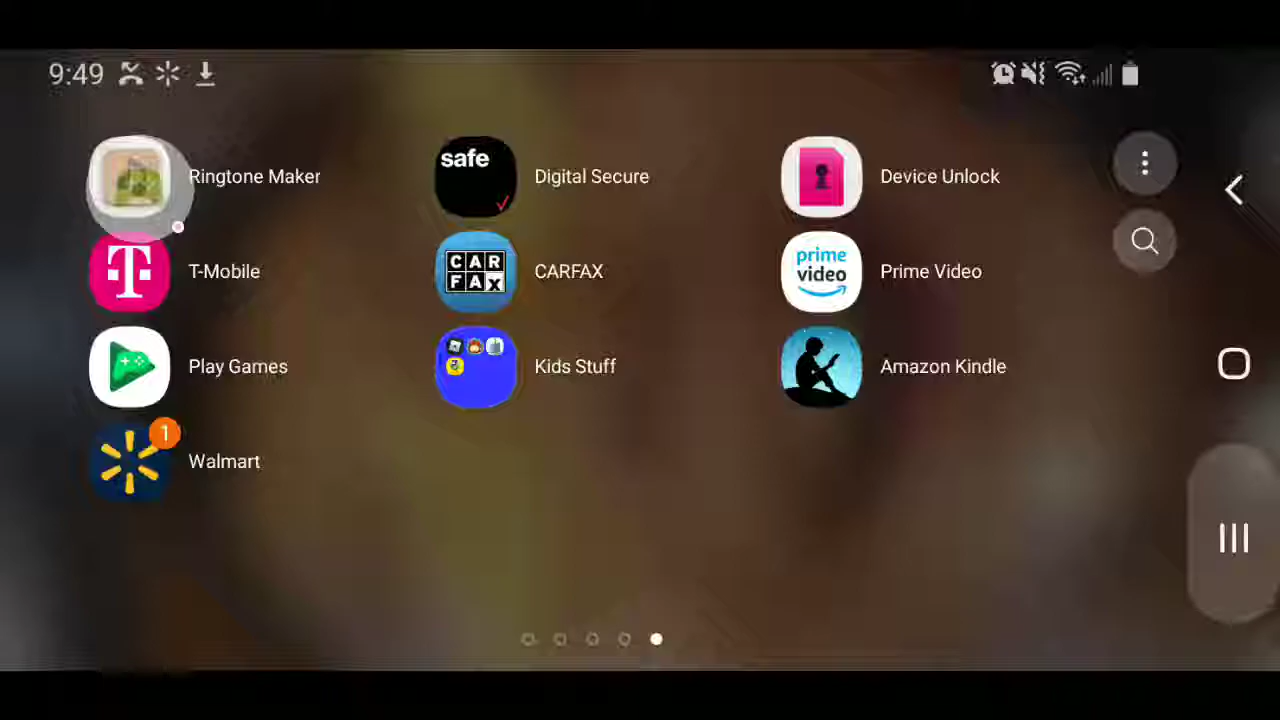 9:49
Ringtone Maker
safe
Digital Secure
Device Unlock
T
T-Mobile
CAR
FAX
CARFAX
prime
video
Prime Video
Play Games
Kids Stuff
Amazon Kindle
1
Walmart